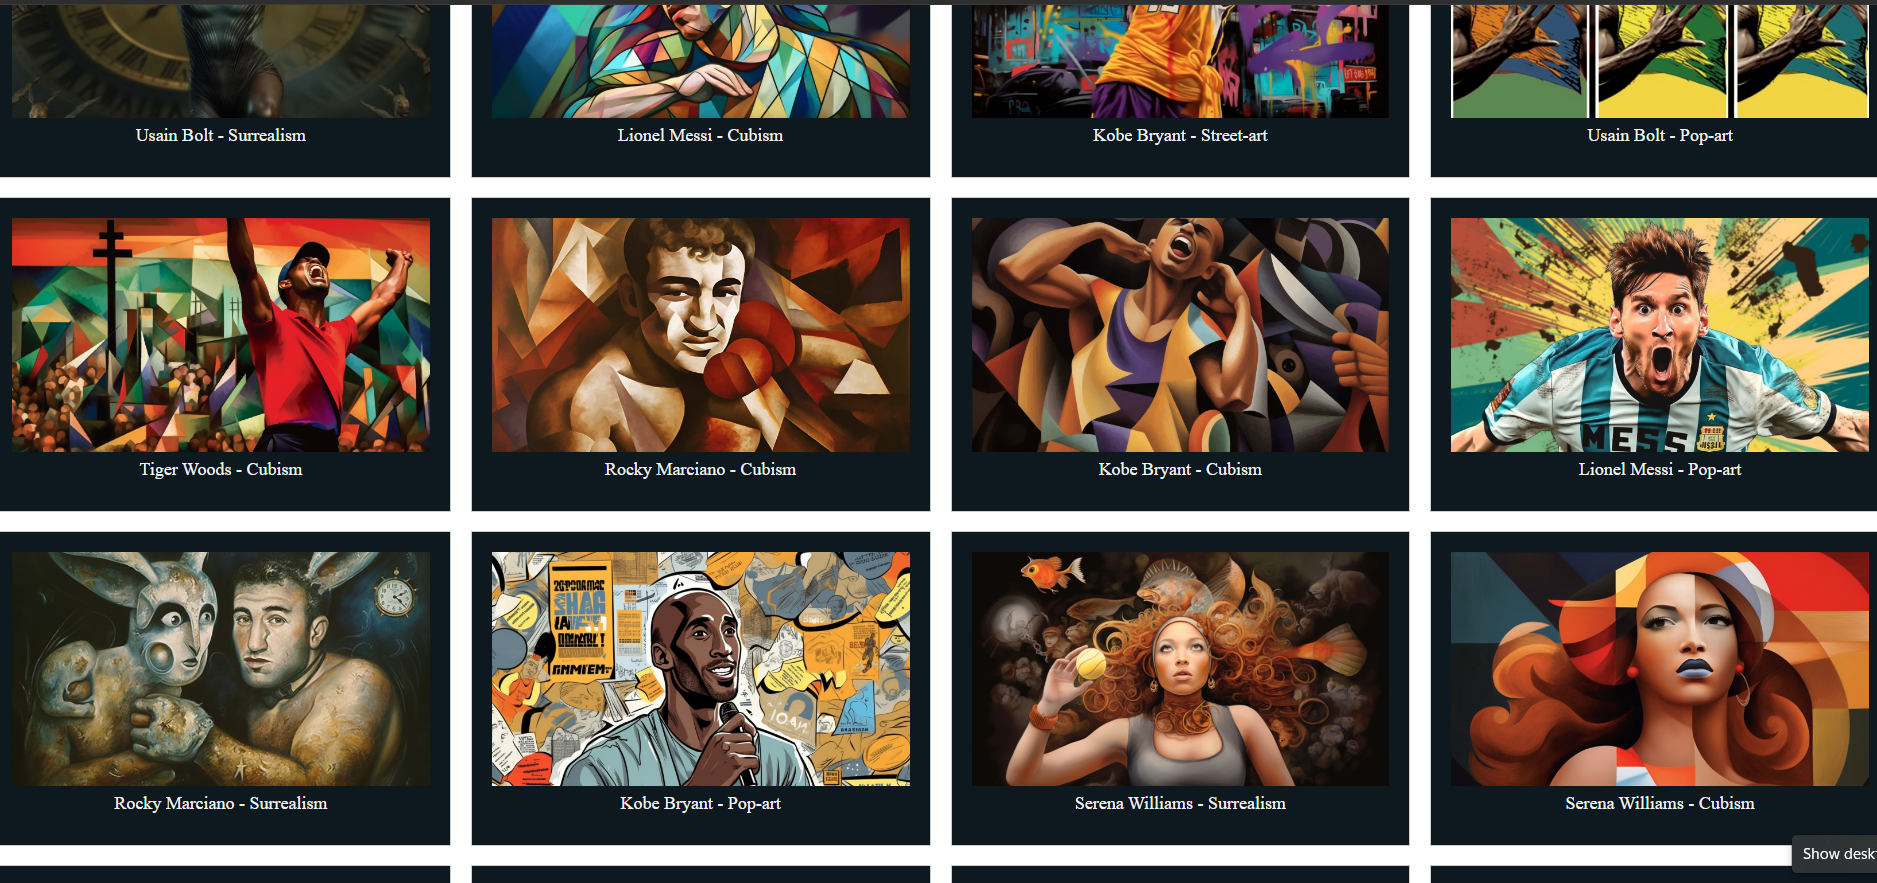 Usain Bolt - Surrealism
Lionel Messi - Cubism
Kobe Bryant - Street-art
Usain Bolt - Pop-art
Tiger Woods - Cubism
Rocky Marciano - Cubism
Kobe Bryant - Cubism
MESS
Lionel Messi - Pop-art
Rocky Marciano - Surrealism
Kobe Bryant - Pop-art
Serena Williams - Surrealism
Serena Williams - Cubism
Show desk